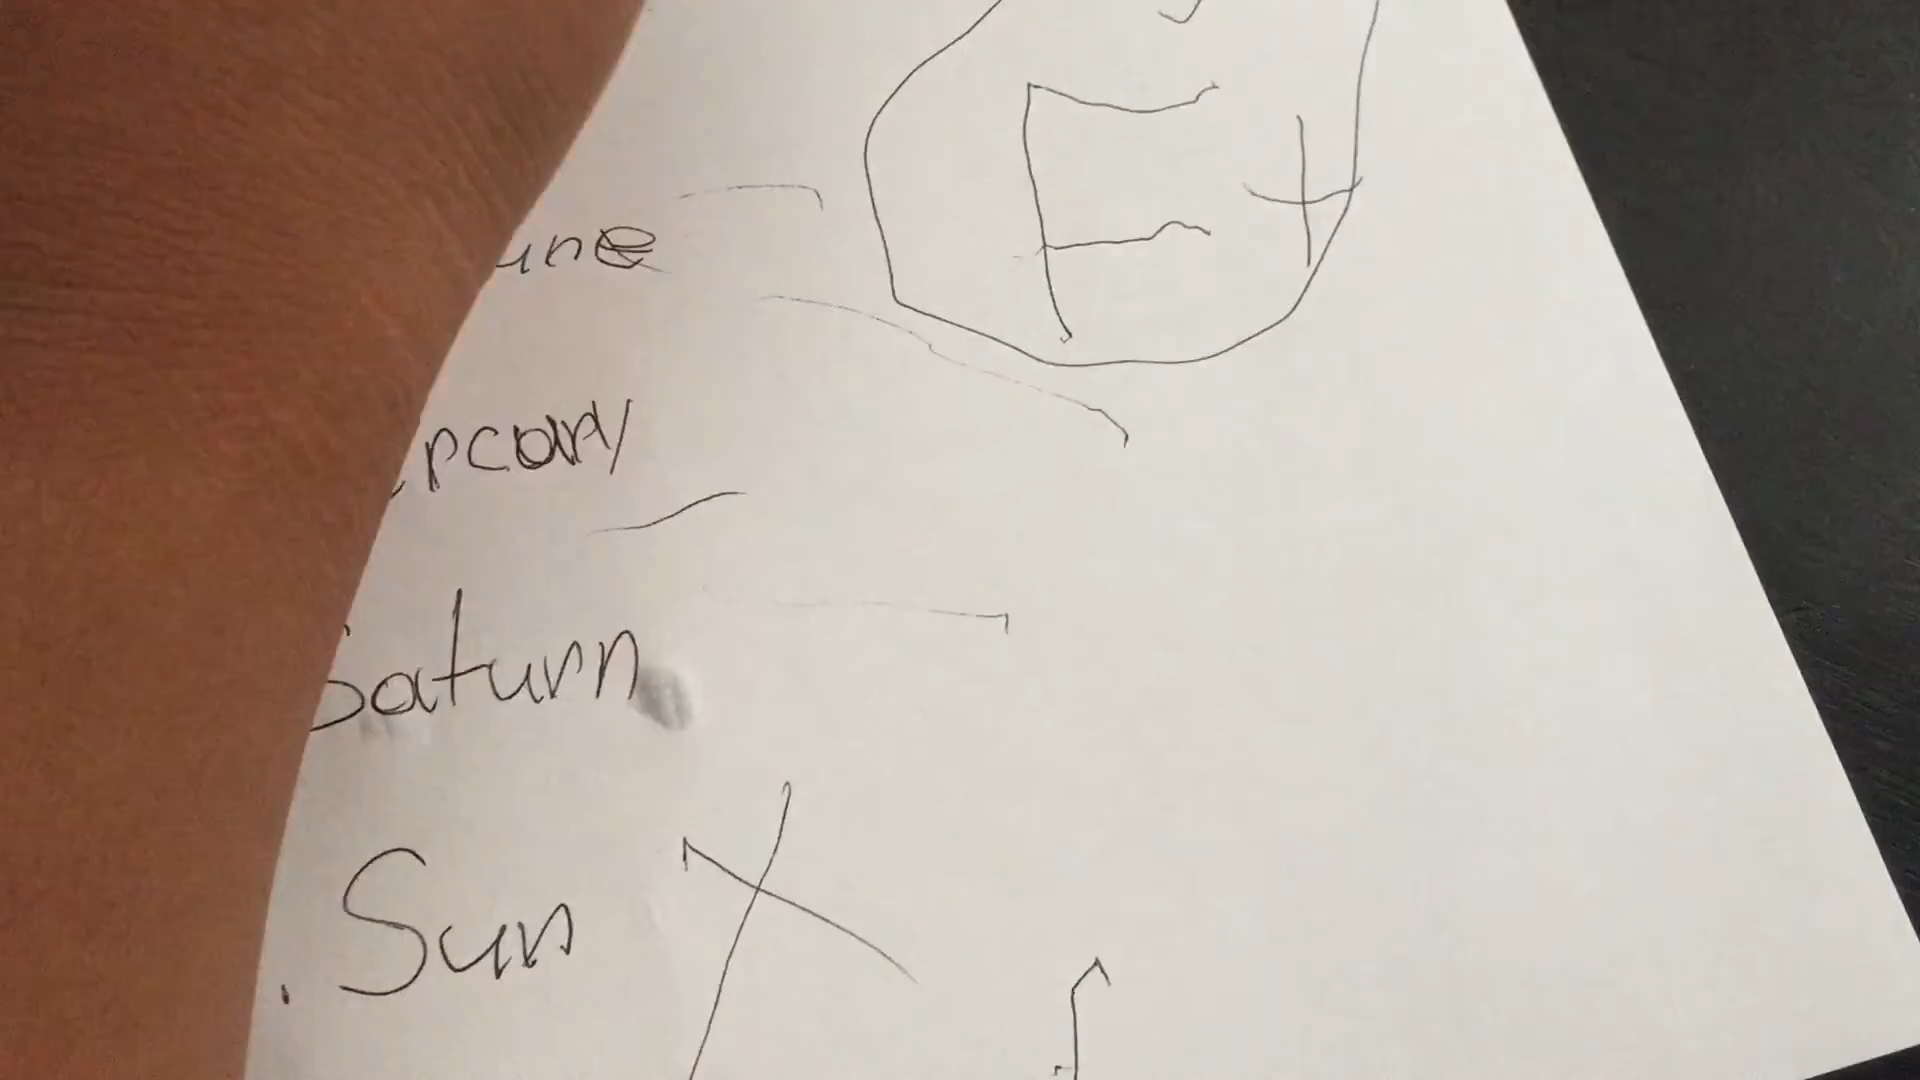 F+
une
rcury
Saturn
. Sun X